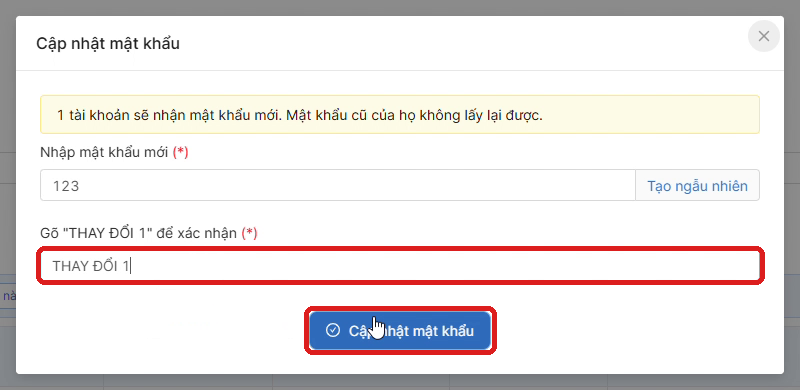 Cập nhật mật khẩu
1 tài khoản sẽ nhận mật khẩu mới. Mật khẩu cũ của họ không lấy lại được.
Nhập mật khẩu mới (*)
123
Tạo ngẫu nhiên
Gõ "THAY ĐỔI 1" để xác nhận (*)
THAY ĐỔI 1
nà
Cập nhật mật khẩu